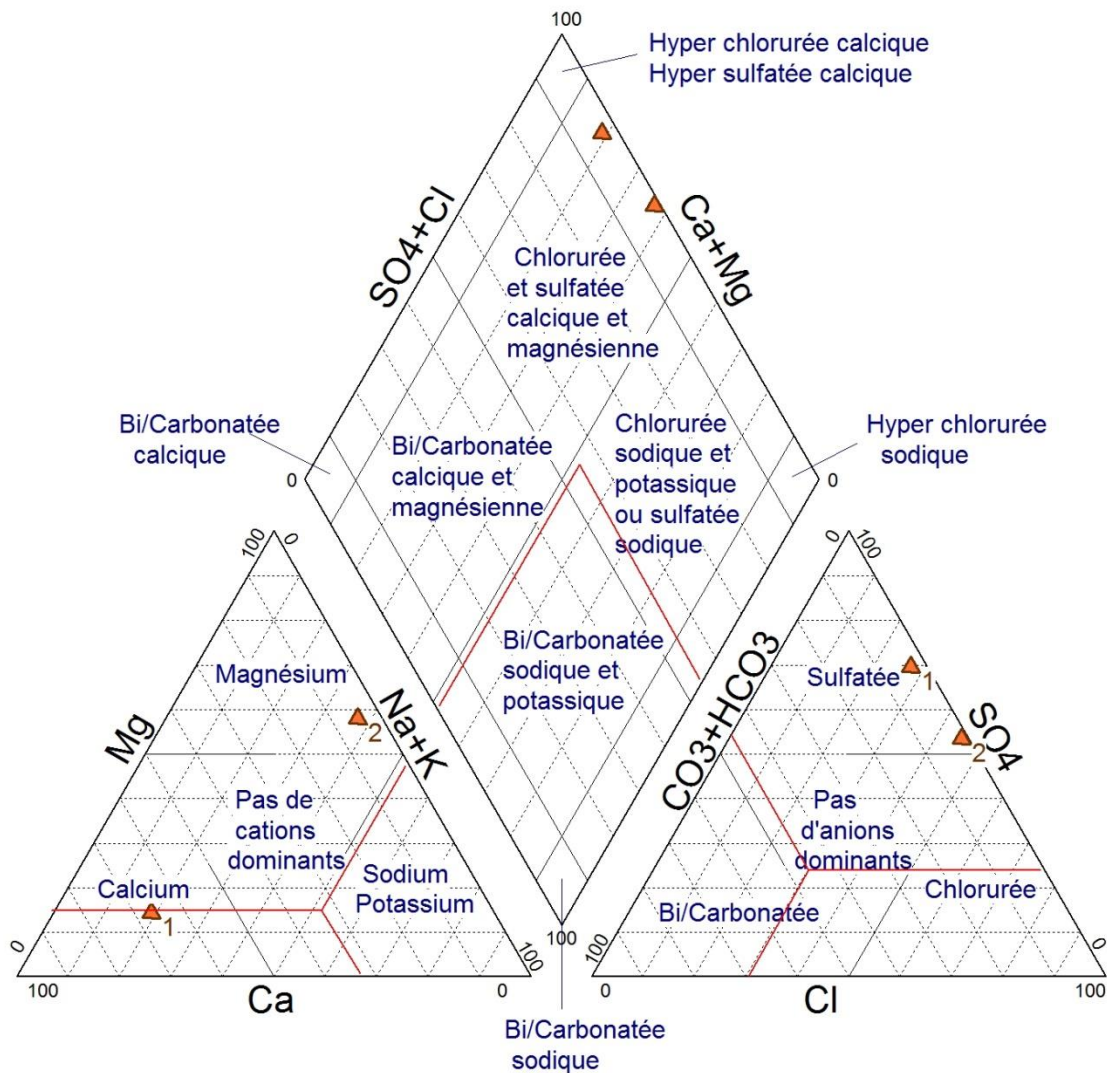 100
Hyper chlorurée calcique
Hyper sulfatée calcique
SO4+Cl
Ca+Mg
Chlorurée
et sulfatée
calcique et
magnésienne
Bi/Carbonatée
calcique
Bi/Carbonatée
calcique et
magnésienne
Chlorurée
sodique et
potassique
ou sulfatée
sodique
Hyper chlorurée
sodique
0
0
Bi/Carbonatée
sodique et
potassique
100
Bi/Carbonatée
sodique
100
0
Magnésium
Mg
Na+K
2
Pas de
cations
dominants
Sodium
Potassium
Calcium
1
0
100
100
0
Ca
0
100
CO3+HCO3
SO4
Sulfatée
1
2
Pas
d'anions
dominants
Chlorurée
Bi/Carbonatée
100
0
0
100
Cl